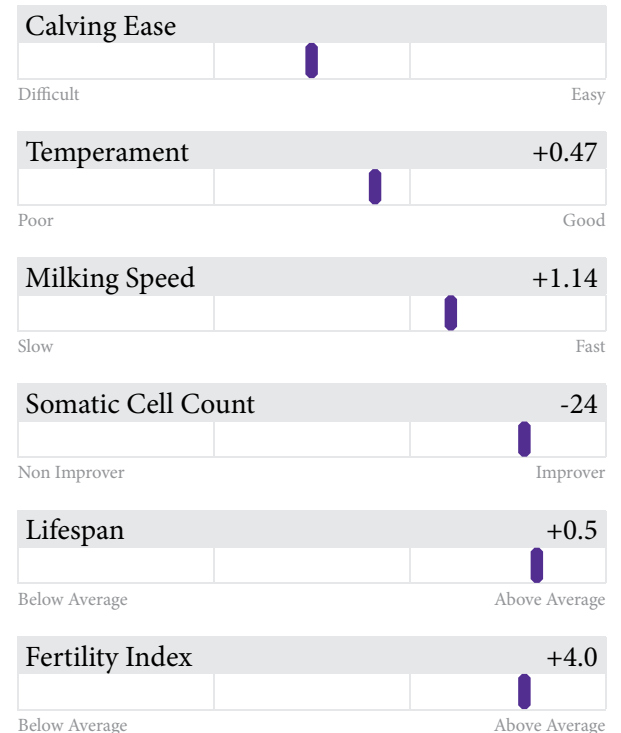 Calving Ease
Difficult Easy
Temperament +0.47
Poor Good
Milking Speed +1.14
Slow Fast
Somatic Cell Count -24
Non Improver Improver
Lifespan +0.5
Below Average Above Average
Fertility Index +4.0
Below Average Above Average